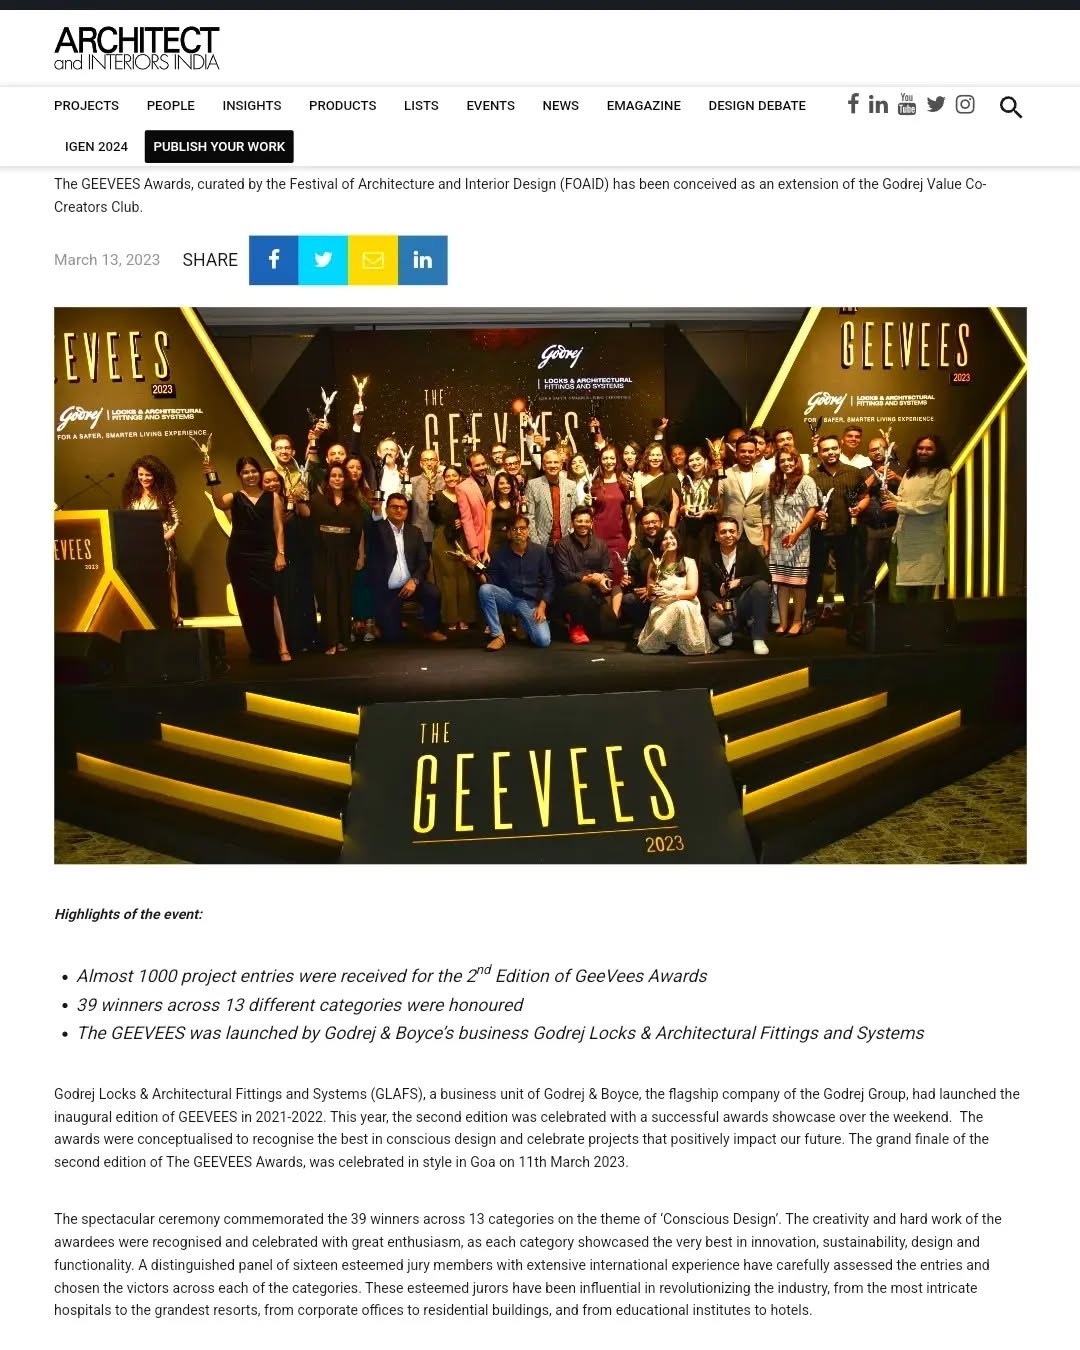 ARCHITECT
and INTERIORS INDIA
PROJECTS PEOPLE INSIGHTS PRODUCTS LISTS EVENTS NEWS EMAGAZINE DESIGN DEBATE
You Tube
IGEN 2024 PUBLISH YOUR WORK
The GEEVEES Awards, curated by the Festival of Architecture and Interior Design (FOAID) has been conceived as an extension of the Godrej Value Co-
Creators Club.
March 13, 2023 SHARE
EVEES
2023
Godrej LOCKS & ARCHITECTURAL
FITTINGS AND SYSTEMS
FOR A SAFER, SMARTER LIVING EXPERIENCE
Godrej
LOCKS & ARCHITECTURAL
FITTINGS AND SYSTEMS
THE
GEEVEES
THE
GEEVEES
2023
Godrej LOCKS & ARCHITECTURAL
FITTINGS AND SYSTEMS
FOR A SAFER, SMARTER LIVING EXPERIENCE
EVEES
2023
THE
GEEVEES
2023
Highlights of the event:
• Almost 1000 project entries were received for the 2nd Edition of GeeVees Awards
• 39 winners across 13 different categories were honoured
• The GEEVEES was launched by Godrej & Boyce’s business Godrej Locks & Architectural Fittings and Systems
Godrej Locks & Architectural Fittings and Systems (GLAFS), a business unit of Godrej & Boyce, the flagship company of the Godrej Group, had launched the
inaugural edition of GEEVEES in 2021-2022. This year, the second edition was celebrated with a successful awards showcase over the weekend. The
awards were conceptualised to recognise the best in conscious design and celebrate projects that positively impact our future. The grand finale of the
second edition of The GEEVEES Awards, was celebrated in style in Goa on 11th March 2023.
The spectacular ceremony commemorated the 39 winners across 13 categories on the theme of ‘Conscious Design’. The creativity and hard work of the
awardees were recognised and celebrated with great enthusiasm, as each category showcased the very best in innovation, sustainability, design and
functionality. A distinguished panel of sixteen esteemed jury members with extensive international experience have carefully assessed the entries and
chosen the victors across each of the categories. These esteemed jurors have been influential in revolutionizing the industry, from the most intricate
hospitals to the grandest resorts, from corporate offices to residential buildings, and from educational institutes to hotels.